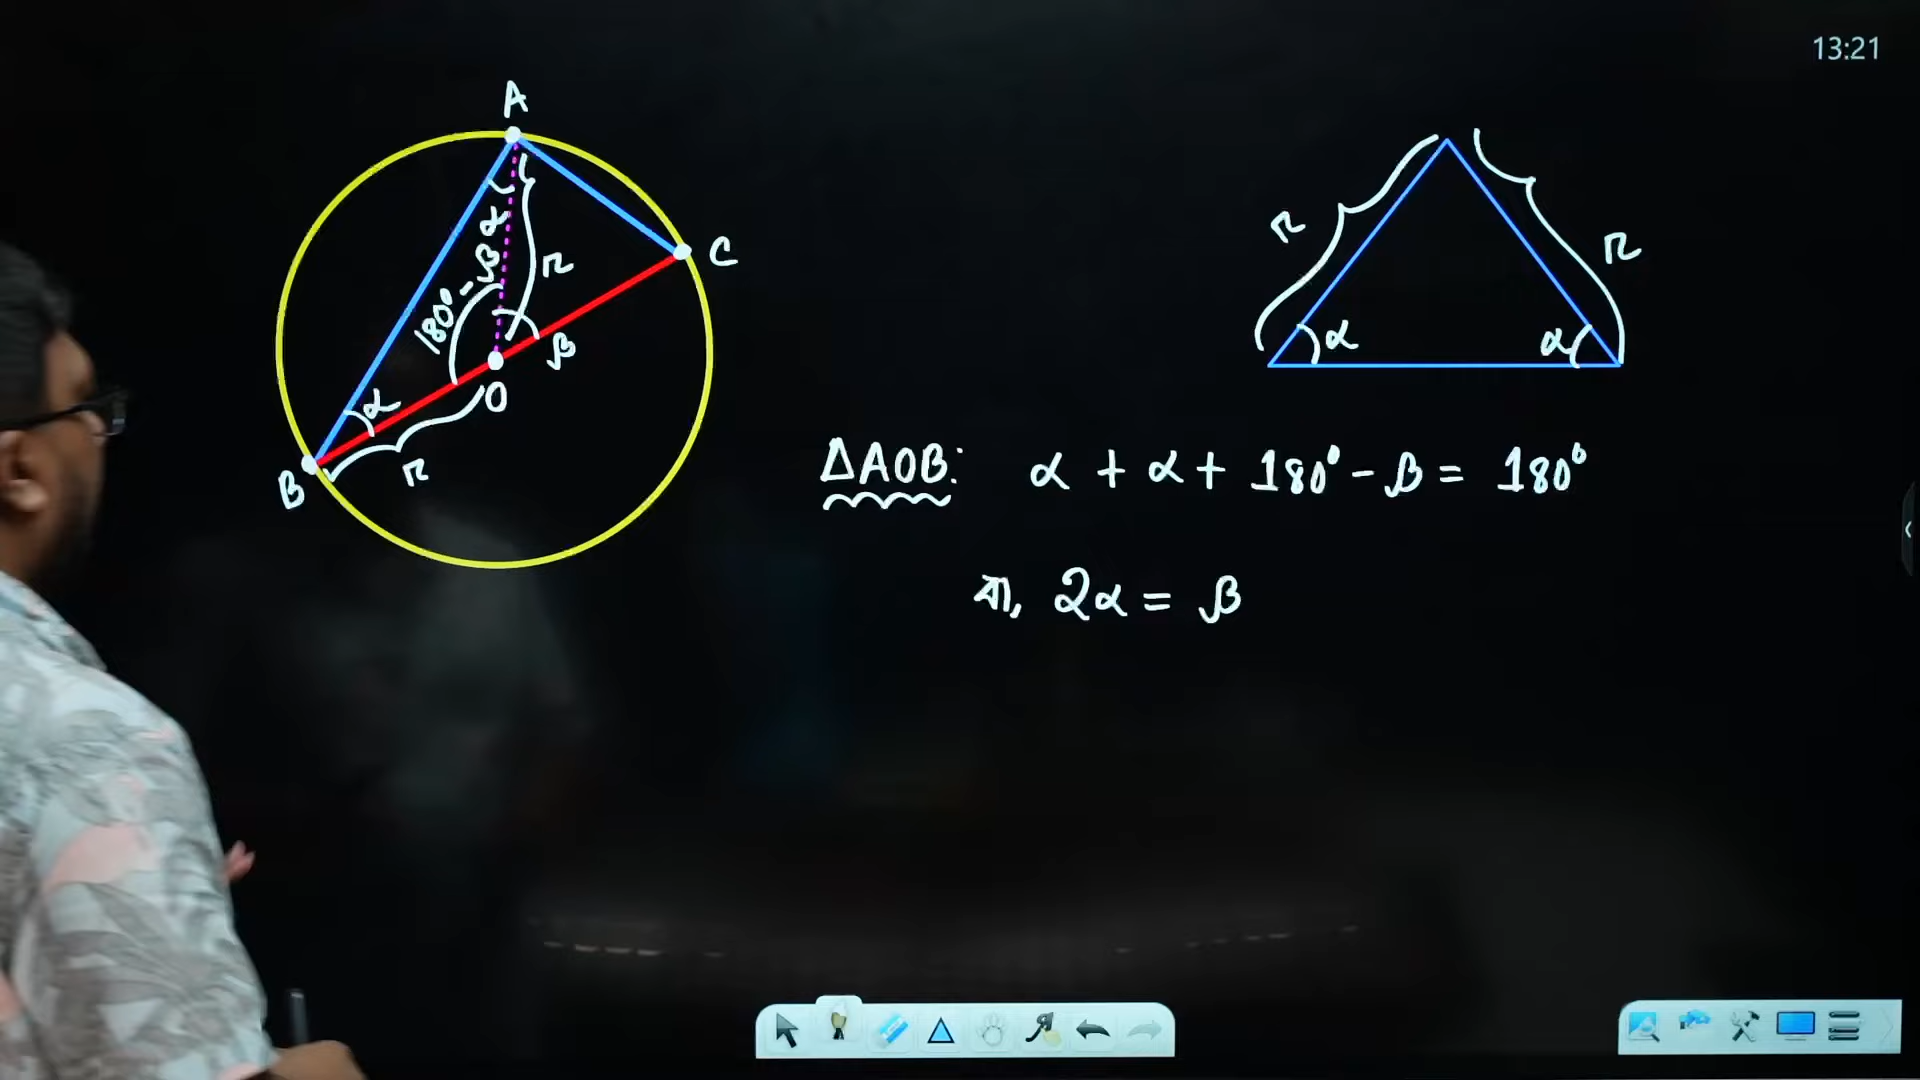 13:21
A
α
r
C
180° - β
β
O
α
r
B
r
r
α
α
ΔAOB: α + α + 180° - β = 180°
বা, 2α = β